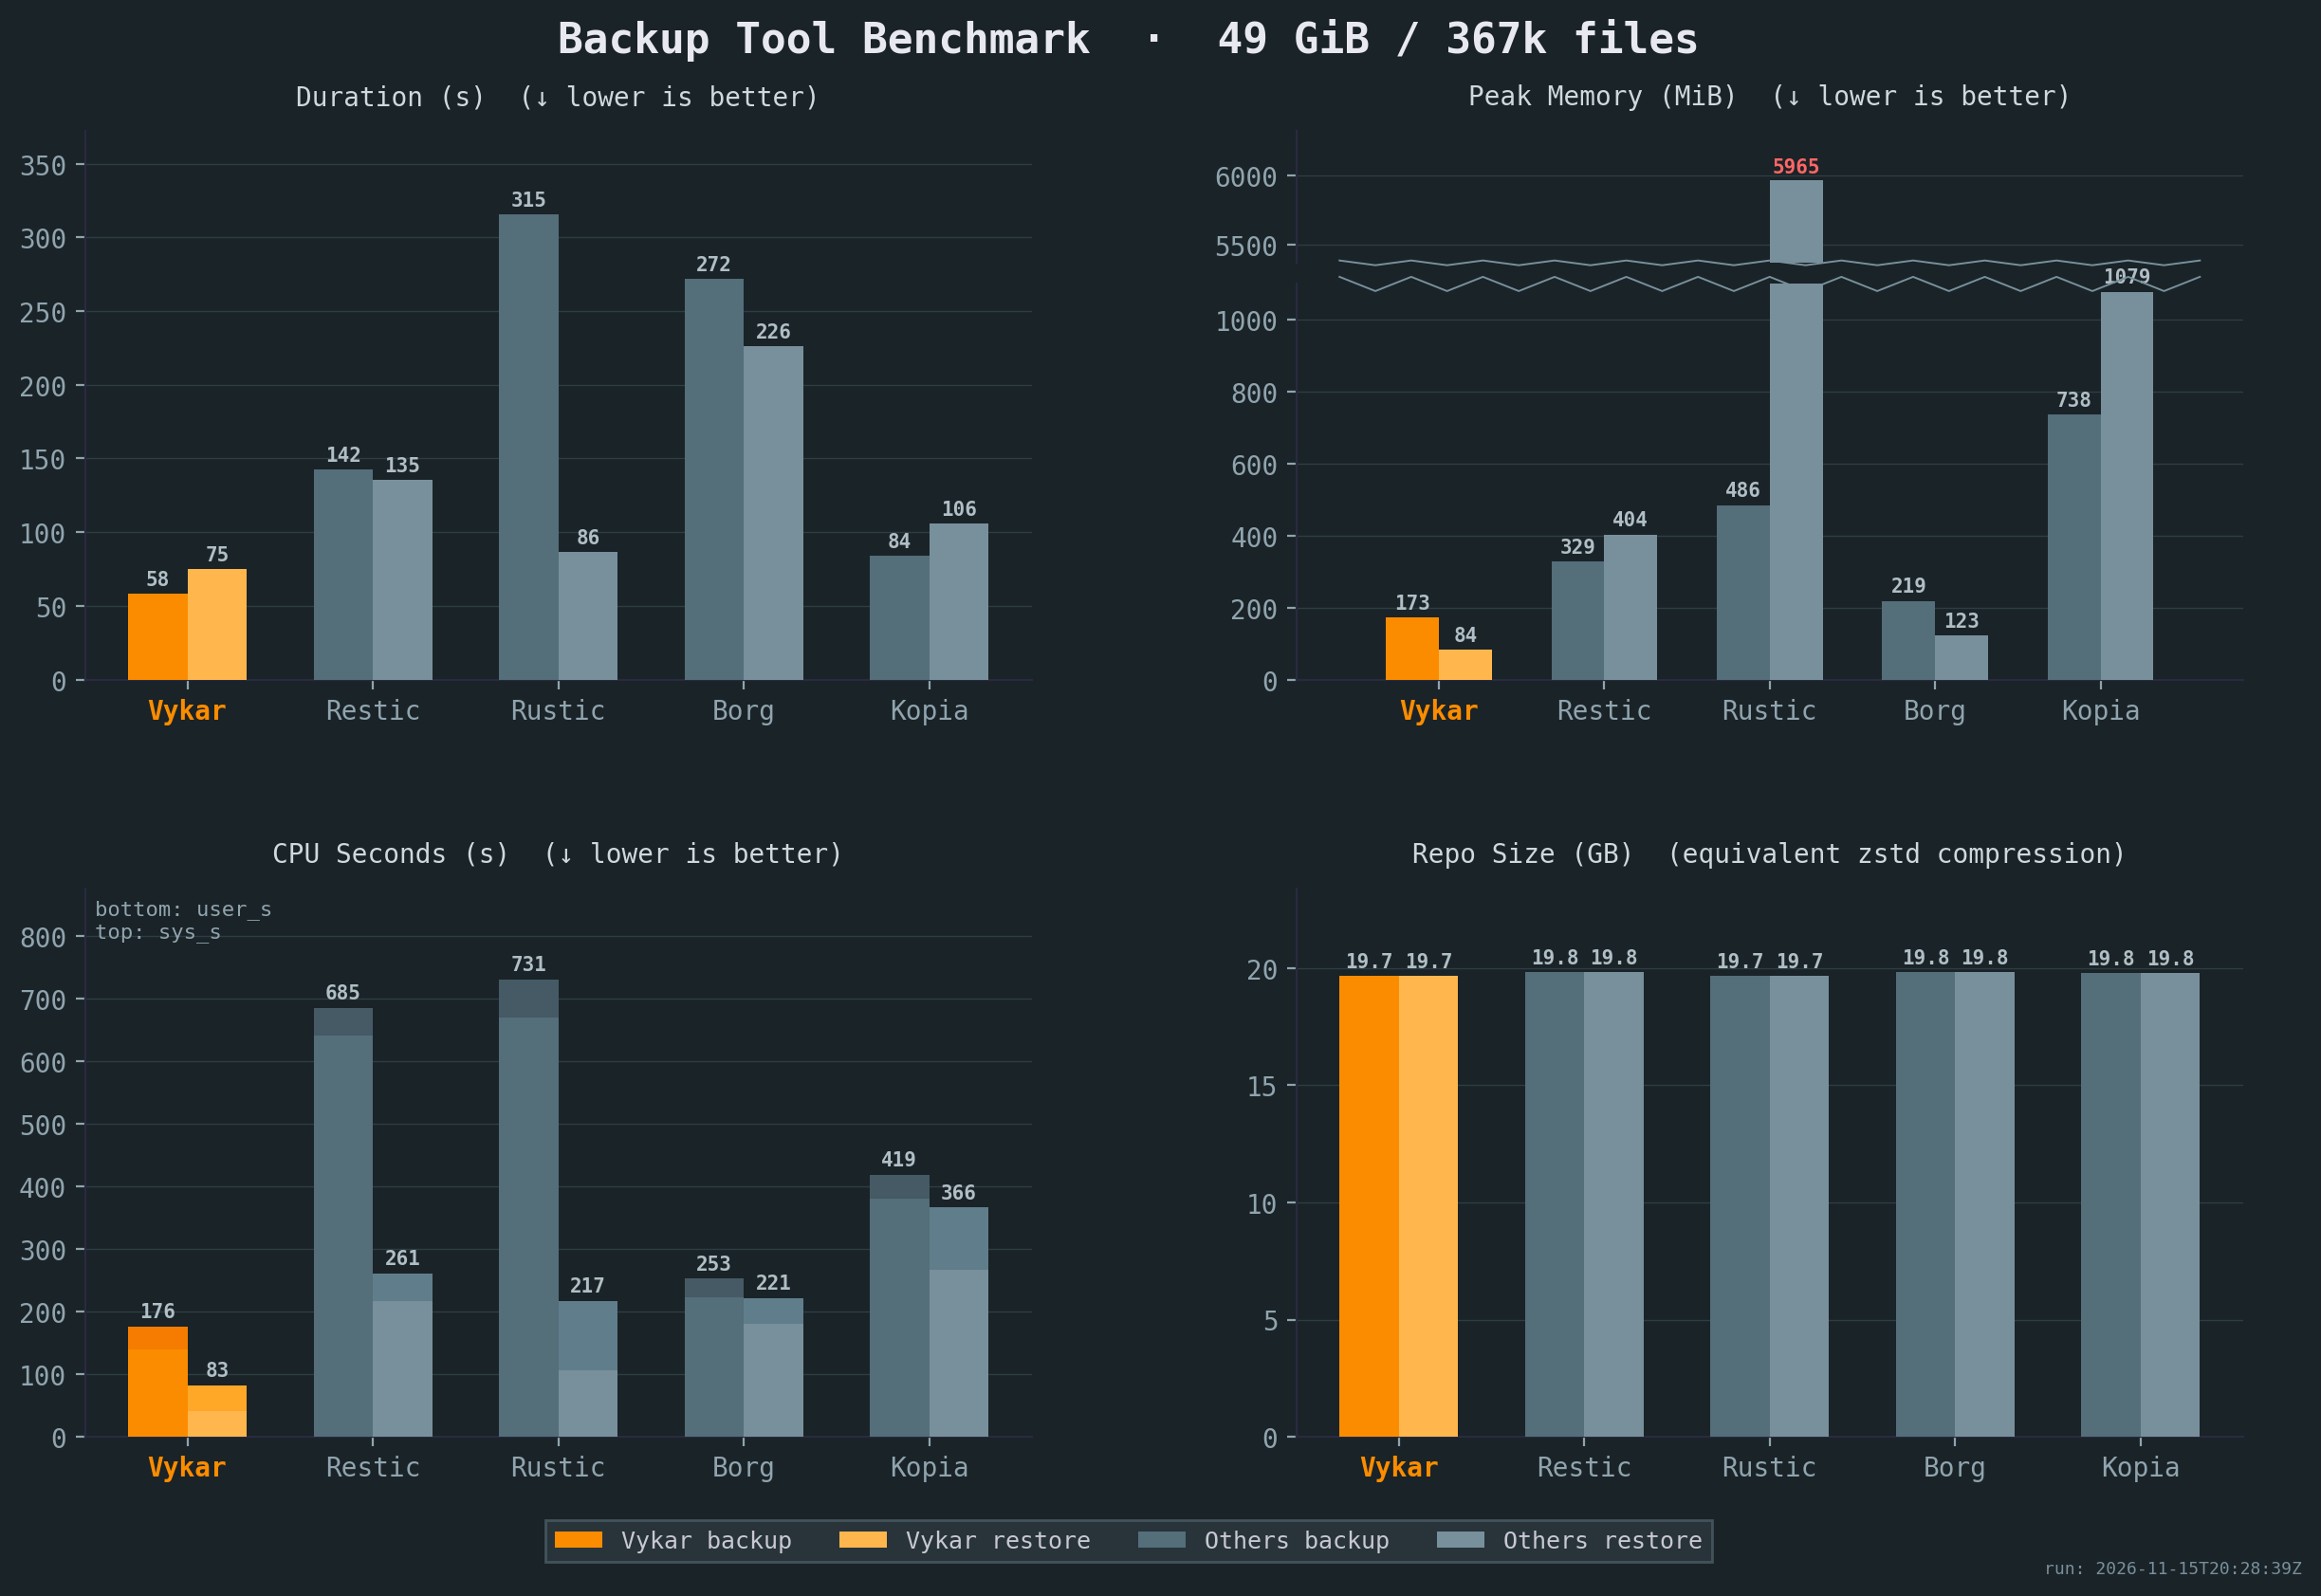 Backup Tool Benchmark · 49 GiB / 367k files
Duration (s) (↓ lower is better)
350
300
250
200
150
100
50
0
58
75
142
135
315
86
272
226
84
106
Vykar
Restic
Rustic
Borg
Kopia
Peak Memory (MiB) (↓ lower is better)
6000
5500
1000
800
600
400
200
0
173
84
329
404
486
5965
219
123
738
1079
Vykar
Restic
Rustic
Borg
Kopia
CPU Seconds (s) (↓ lower is better)
bottom: user_s
top: sys_s
800
700
600
500
400
300
200
100
0
176
83
685
261
731
217
253
221
419
366
Vykar
Restic
Rustic
Borg
Kopia
Repo Size (GB) (equivalent zstd compression)
20
15
10
5
0
19.7 19.7
19.8 19.8
19.7 19.7
19.8 19.8
19.8 19.8
Vykar
Restic
Rustic
Borg
Kopia
Vykar backup
Vykar restore
Others backup
Others restore
run: 2026-11-15T20:28:39Z